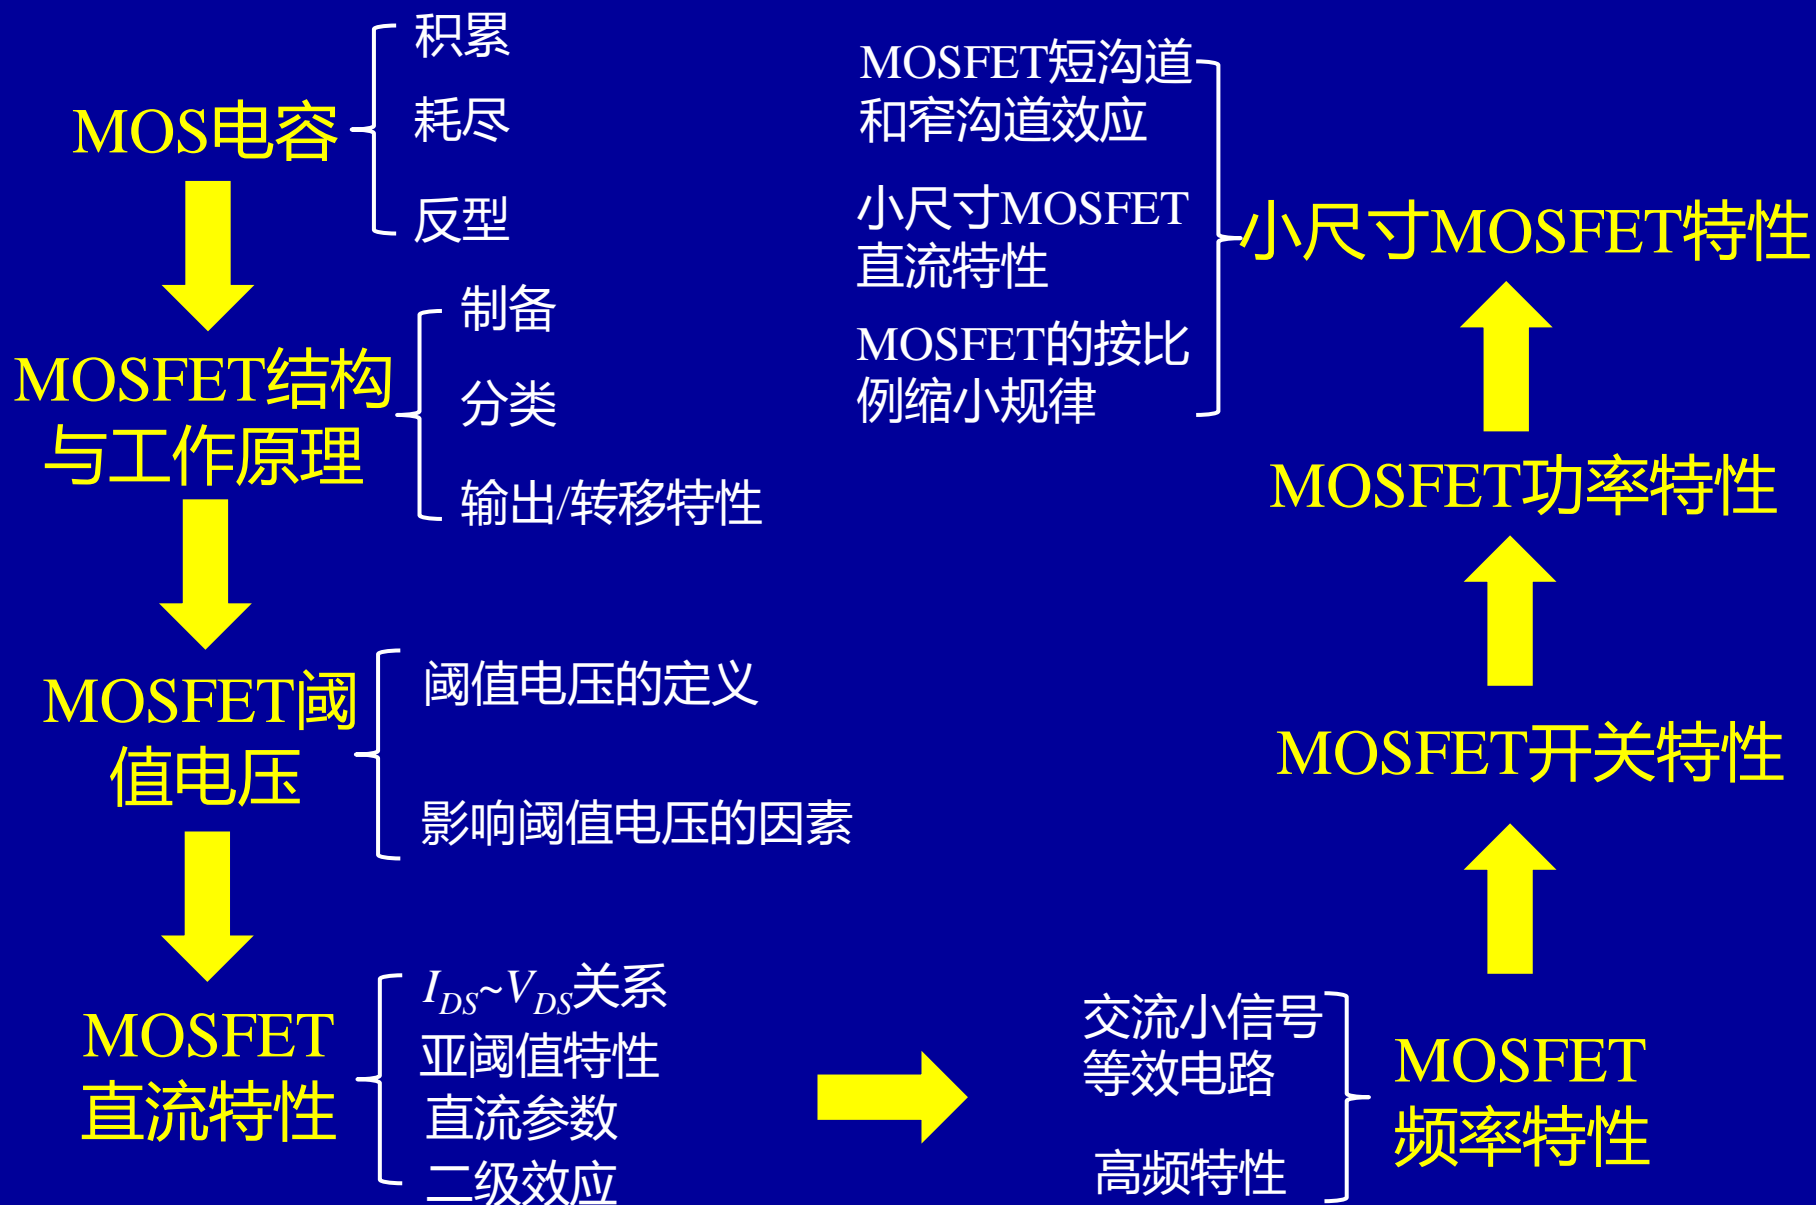 MOS电容
积累
耗尽
反型
MOSFET结构
与工作原理
制备
分类
输出/转移特性
MOSFET阈
值电压
阈值电压的定义
影响阈值电压的因素
MOSFET
直流特性
I_DS~V_DS关系
亚阈值特性
直流参数
二级效应
交流小信号
等效电路
高频特性
MOSFET
频率特性
MOSFET开关特性
MOSFET功率特性
小尺寸MOSFET特性
MOSFET短沟道
和窄沟道效应
小尺寸MOSFET
直流特性
MOSFET的按比
例缩小规律